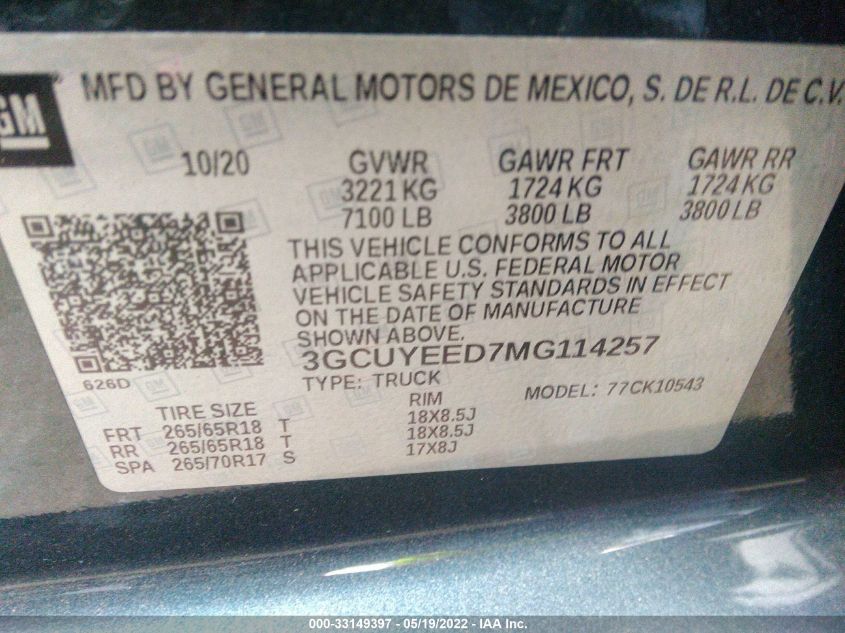 GM
MFD BY GENERAL MOTORS DE MEXICO, S. DE R.L. DE C.V.
10/20 GVWR GAWR FRT GAWR RR
3221 KG 1724 KG 1724 KG
7100 LB 3800 LB 3800 LB
THIS VEHICLE CONFORMS TO ALL
APPLICABLE U.S. FEDERAL MOTOR
VEHICLE SAFETY STANDARDS IN EFFECT
ON THE DATE OF MANUFACTURE
SHOWN ABOVE.
3GCUYEED7MG114257
626D TYPE: TRUCK MODEL: 77CK10543
TIRE SIZE RIM
FRT 265/65R18 T 18X8.5J
RR 265/65R18 T 18X8.5J
SPA 265/70R17 S 17X8J
000-33149397 - 05/19/2022 - IAA Inc.